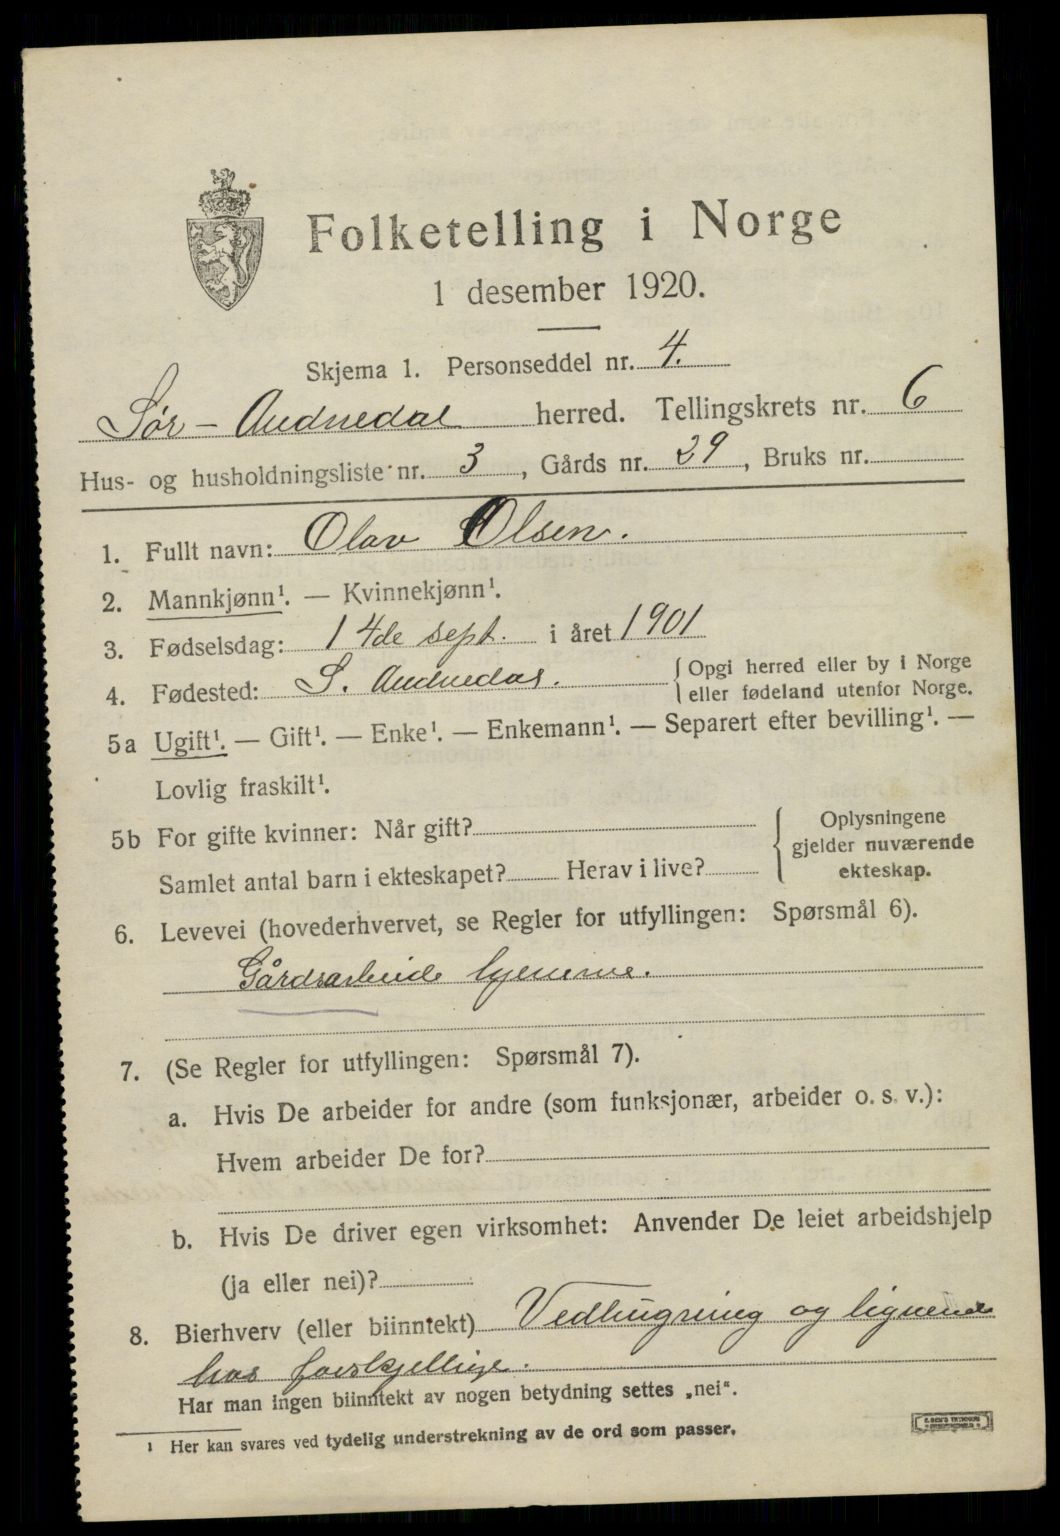 Folketelling i Norge
1 desember 1920.
Skjema 1. Personseddel nr. 4.
Sør-Audnedal herred. Tellingskrets nr. 6
Hus- og husholdningsliste nr. 3, Gårds nr. 29, Bruks nr.
1. Fullt navn: Olav Olsen.
2. Mannkjønn¹. — Kvinnekjønn¹.
3. Fødselsdag: 14de sept. i året 1901
4. Fødested: S. Audnedal. { Opgi herred eller by i Norge
eller fødeland utenfor Norge.
5a Ugift¹. — Gift¹. — Enke¹. — Enkemann¹. — Separert efter bevilling¹. —
Lovlig fraskilt¹.
5b For gifte kvinner: Når gift? { Oplysningene
gjelder nuværende
Samlet antal barn i ekteskapet? Herav i live? ekteskap.
6. Levevei (hovederhvervet, se Regler for utfyllingen: Spørsmål 6).
Gårdsarbeide hjemme.
7. (Se Regler for utfyllingen: Spørsmål 7).
a. Hvis De arbeider for andre (som funksjonær, arbeider o. s. v.):
Hvem arbeider De for?
b. Hvis De driver egen virksomhet: Anvender De leiet arbeidshjelp
(ja eller nei)?
8. Bierhverv (eller biinntekt) Vedhugning og lignende
hos forskjellige.
Har man ingen biinntekt av nogen betydning settes „nei“.
¹ Her kan svares ved tydelig understrekning av de ord som passer.